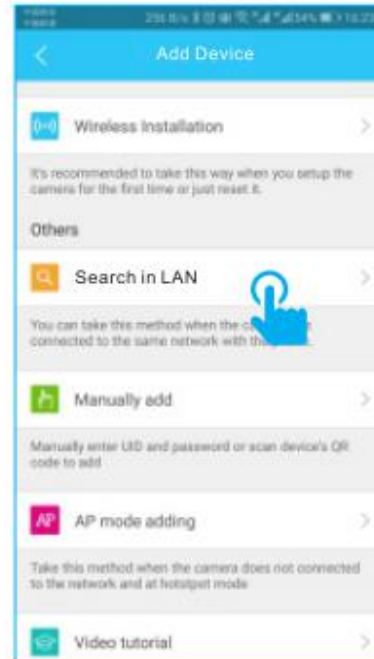 54%
Add Device
Wireless Installation
It's recommended to take this way when you setup the
camera for the first time or just reset it.
Others
Search in LAN
You can take this method when the
connected to the same network with
Manually add
Manually enter UID and password or scan device's QR
code to add
AP
AP mode adding
Take this method when the camera does not connected
to the network and at hotstpot mode
Video tutorial